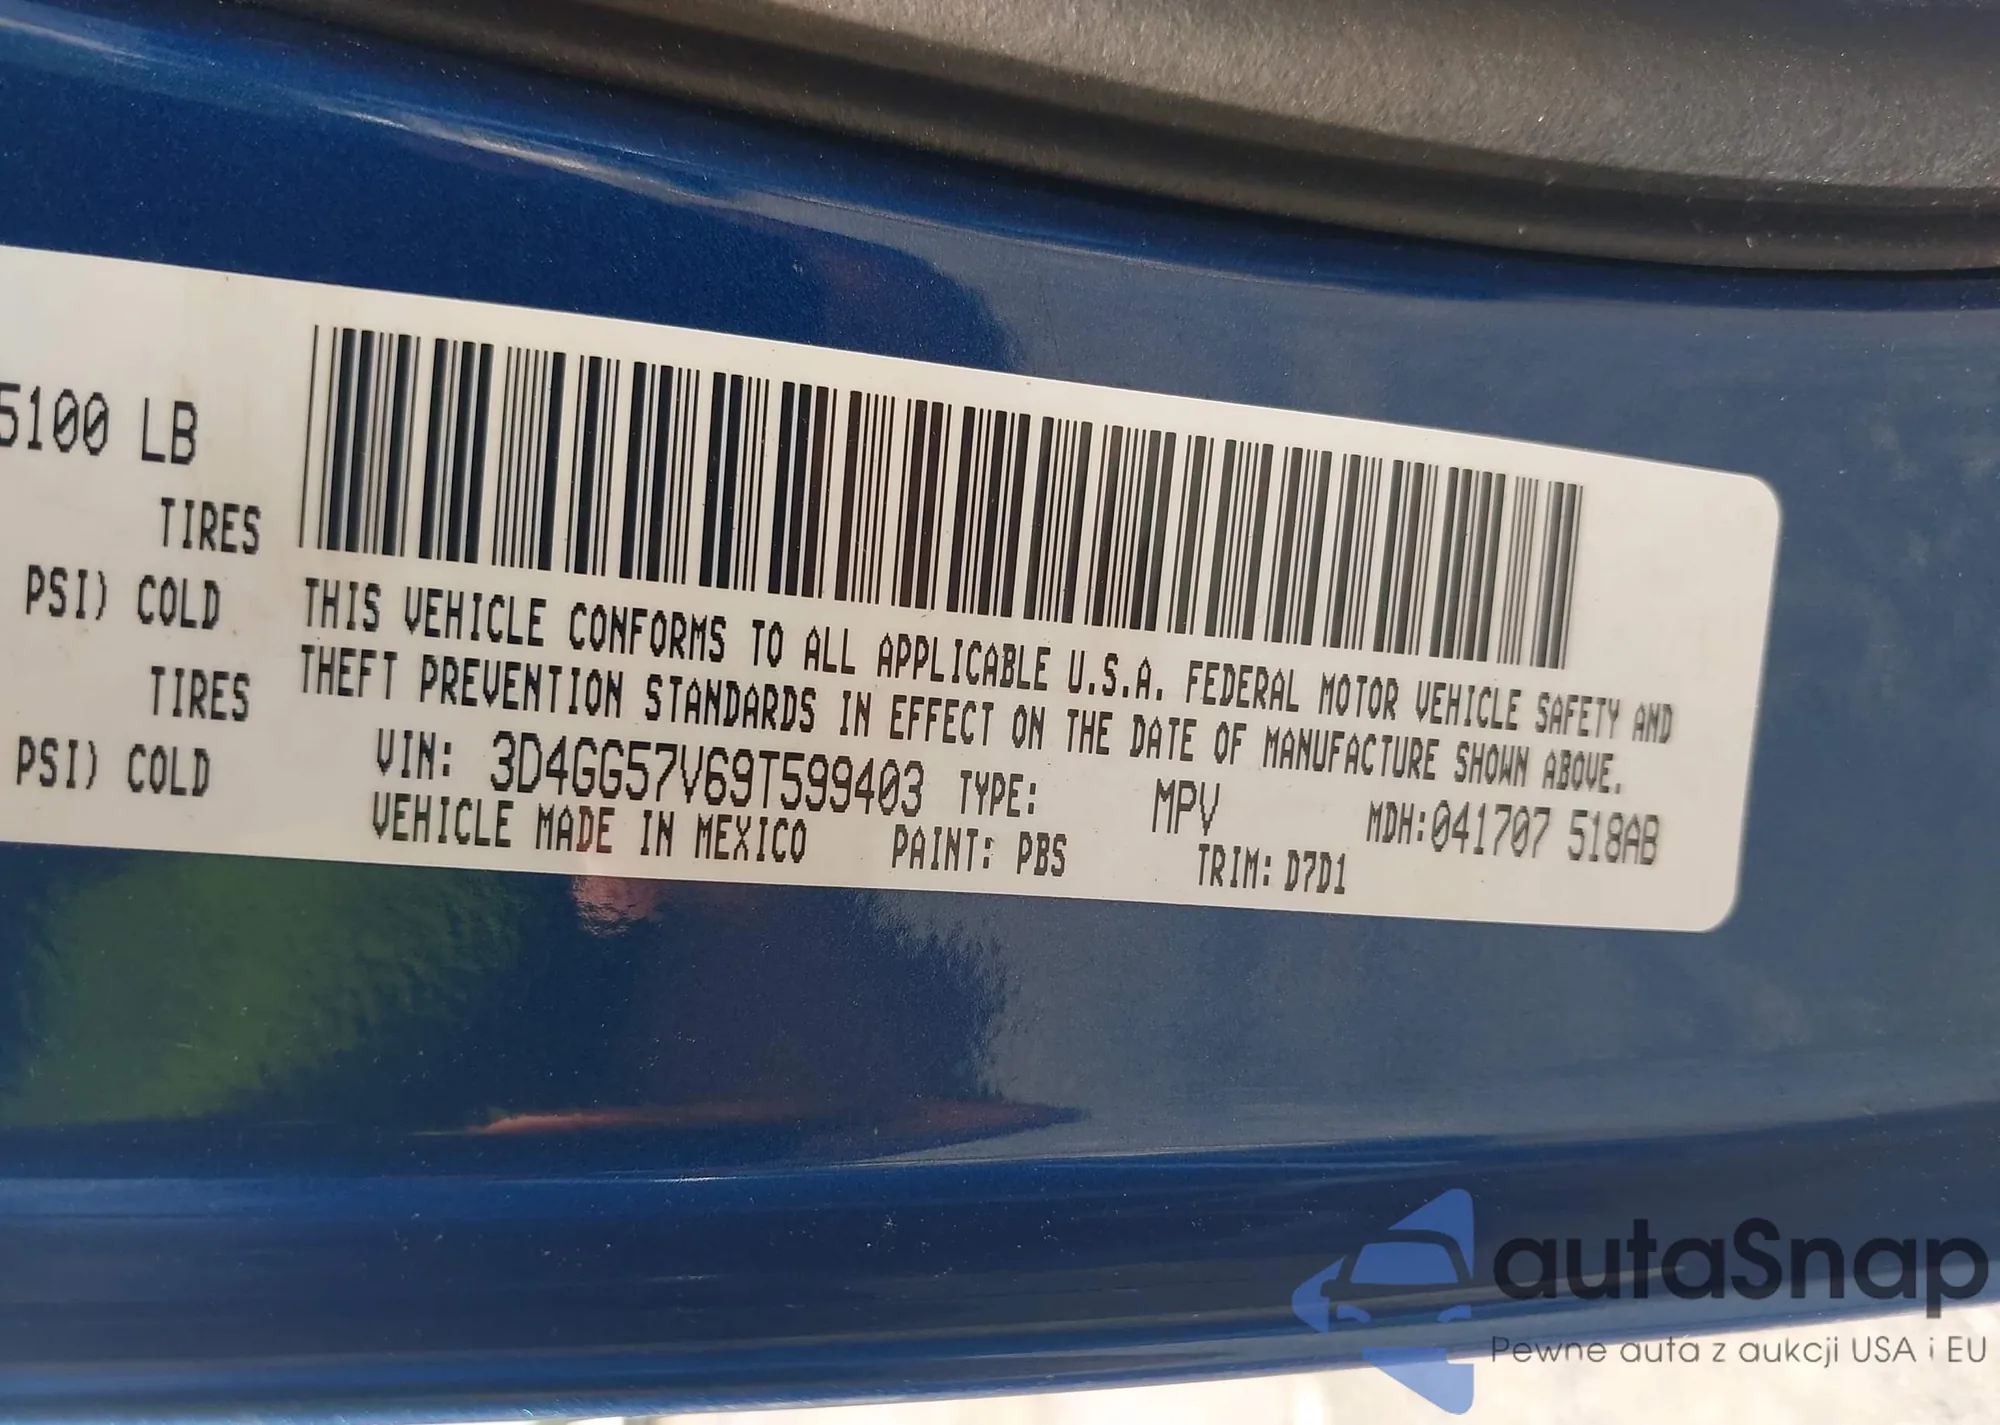 5100 LB
TIRES
PSI) COLD
TIRES
PSI) COLD
THIS VEHICLE CONFORMS TO ALL APPLICABLE U.S.A. FEDERAL MOTOR VEHICLE SAFETY AND
THEFT PREVENTION STANDARDS IN EFFECT ON THE DATE OF MANUFACTURE SHOWN ABOVE.
VIN: 3D4GG57V69T599403 TYPE: MPV MDH:041707 518AB
VEHICLE MADE IN MEXICO PAINT: PBS TRIM: D7D1
autaSnap
Pewne auta z aukcji USA i EU